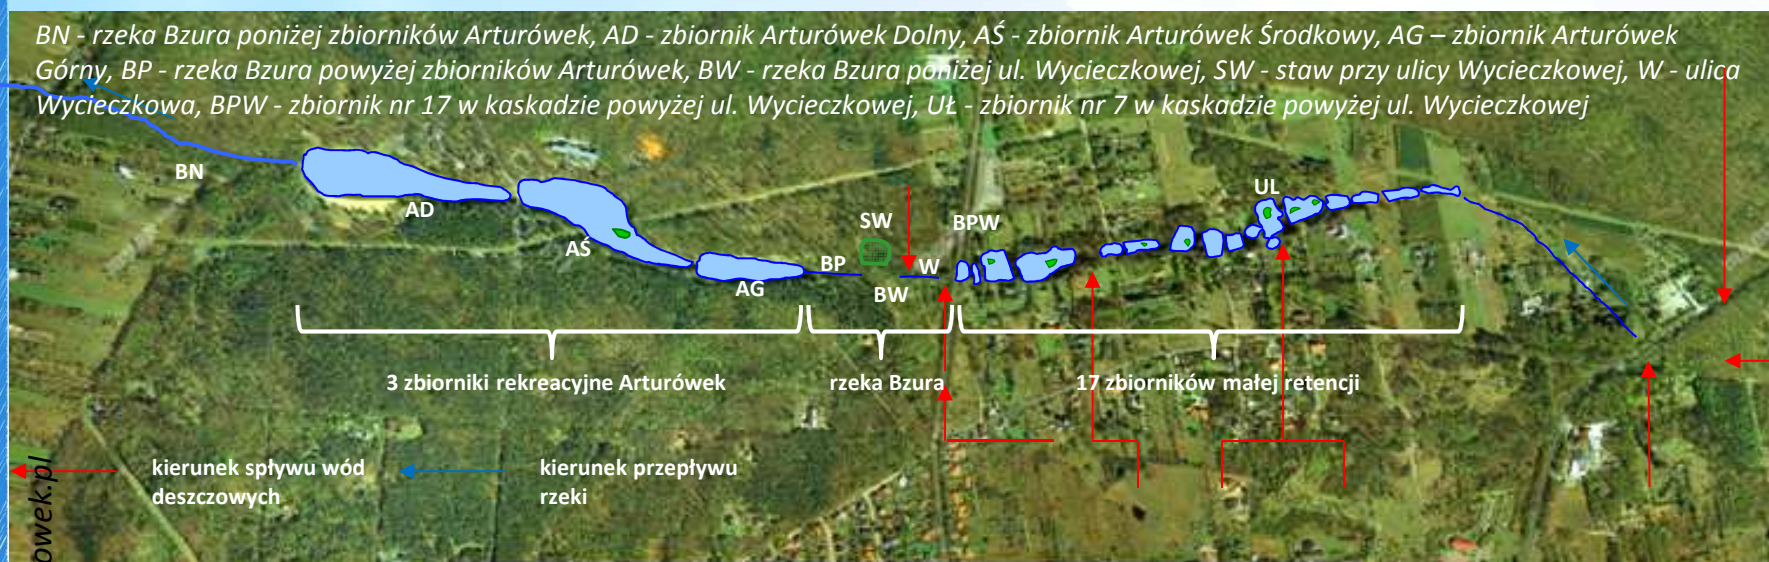 BN - rzeka Bzura poniżej zbiorników Arturówek, AD - zbiornik Arturówek Dolny, AŚ - zbiornik Arturówek Środkowy, AG – zbiornik Arturówek
Górny, BP - rzeka Bzura powyżej zbiorników Arturówek, BW - rzeka Bzura poniżej ul. Wycieczkowej, SW - staw przy ulicy Wycieczkowej, W - ulica
Wycieczkowa, BPW - zbiornik nr 17 w kaskadzie powyżej ul. Wycieczkowej, UŁ - zbiornik nr 7 w kaskadzie powyżej ul. Wycieczkowej
BN
AD
AŚ
AG
BP
SW
BW
W
BPW
UL
3 zbiorniki rekreacyjne Arturówek
rzeka Bzura
17 zbiorników małej retencji
kierunek spływu wód
deszczowych
kierunek przepływu
rzeki
owek.pl